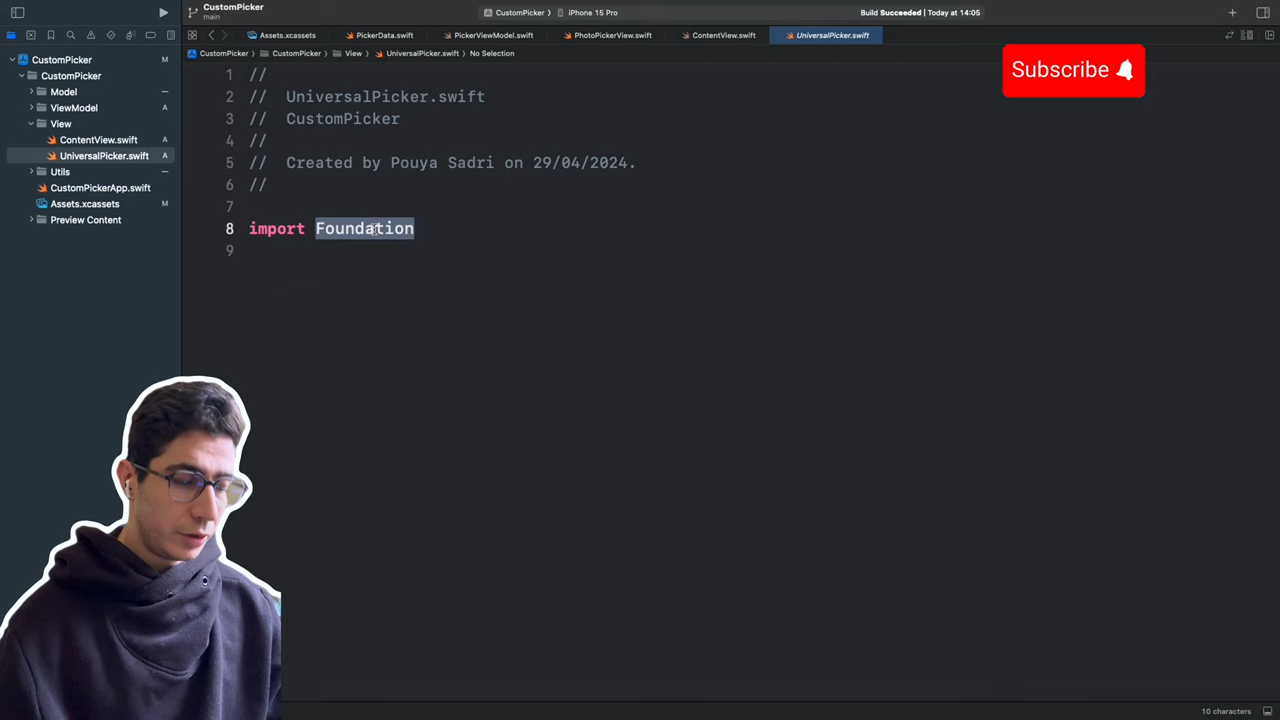 CustomPicker
main
CustomPicker
iPhone 15 Pro
Build Succeeded | Today at 14:05
Assets.xcassets
PickerData.swift
PickerViewModel.swift
PhotoPickerView.swift
ContentView.swift
UniversalPicker.swift
CustomPicker
CustomPicker
View
UniversalPicker.swift
No Selection
CustomPicker M
CustomPicker
Model
ViewModel A
View
ContentView.swift A
UniversalPicker.swift A
Utils
CustomPickerApp.swift
Assets.xcassets M
Preview Content
1 //
2 // UniversalPicker.swift
3 // CustomPicker
4 //
5 // Created by Pouya Sadri on 29/04/2024.
6 //
7
8 import Foundation
9
Subscribe
10 characters